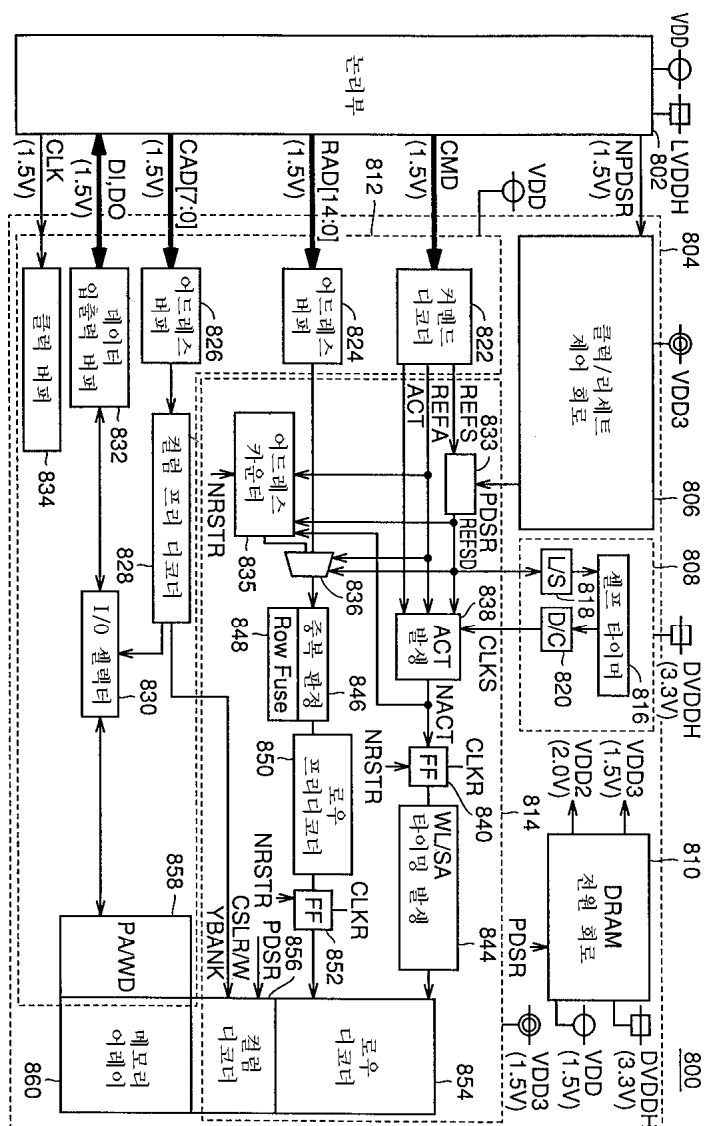 800
VDD
LVDDH
802
논리부
NPDSR
(1.5V)
CMD
(1.5V)
RAD[14:0]
(1.5V)
CAD[7:0]
(1.5V)
DI,DO
(1.5V)
CLK
(1.5V)
804
VDD3
클럭/리세트
제어 회로
806
808
DVDDH
(3.3V)
셀프 타이머
816
L/S
818
D/C
820
810
DRAM
전원 회로
VDD3
(1.5V)
VDD2
(2.0V)
PDSR
DVDDH
(3.3V)
VDD
(1.5V)
VDD3
(1.5V)
812
VDD
커맨드
디코더
822
REFS
REFA
ACT
833
PDSR
REFSD
838
ACT
발생
CLKS
NACT
CLKR
FF
NRSTR
840
WL/SA
타이밍 발생
844
814
어드레스
버퍼
824
어드레스
카운터
NRSTR
835
836
중복 판정
846
Row Fuse
848
로우
프리디코더
850
CLKR
FF
NRSTR
852
로우
디코더
854
PDSR
856
CSLR/W
YBANK
컬럼
디코더
어드레스
버퍼
826
컬럼 프리 디코더
828
데이터
입출력 버퍼
832
I/O 셀렉터
830
클럭 버퍼
834
PA/WD
858
메모리
어레이
860